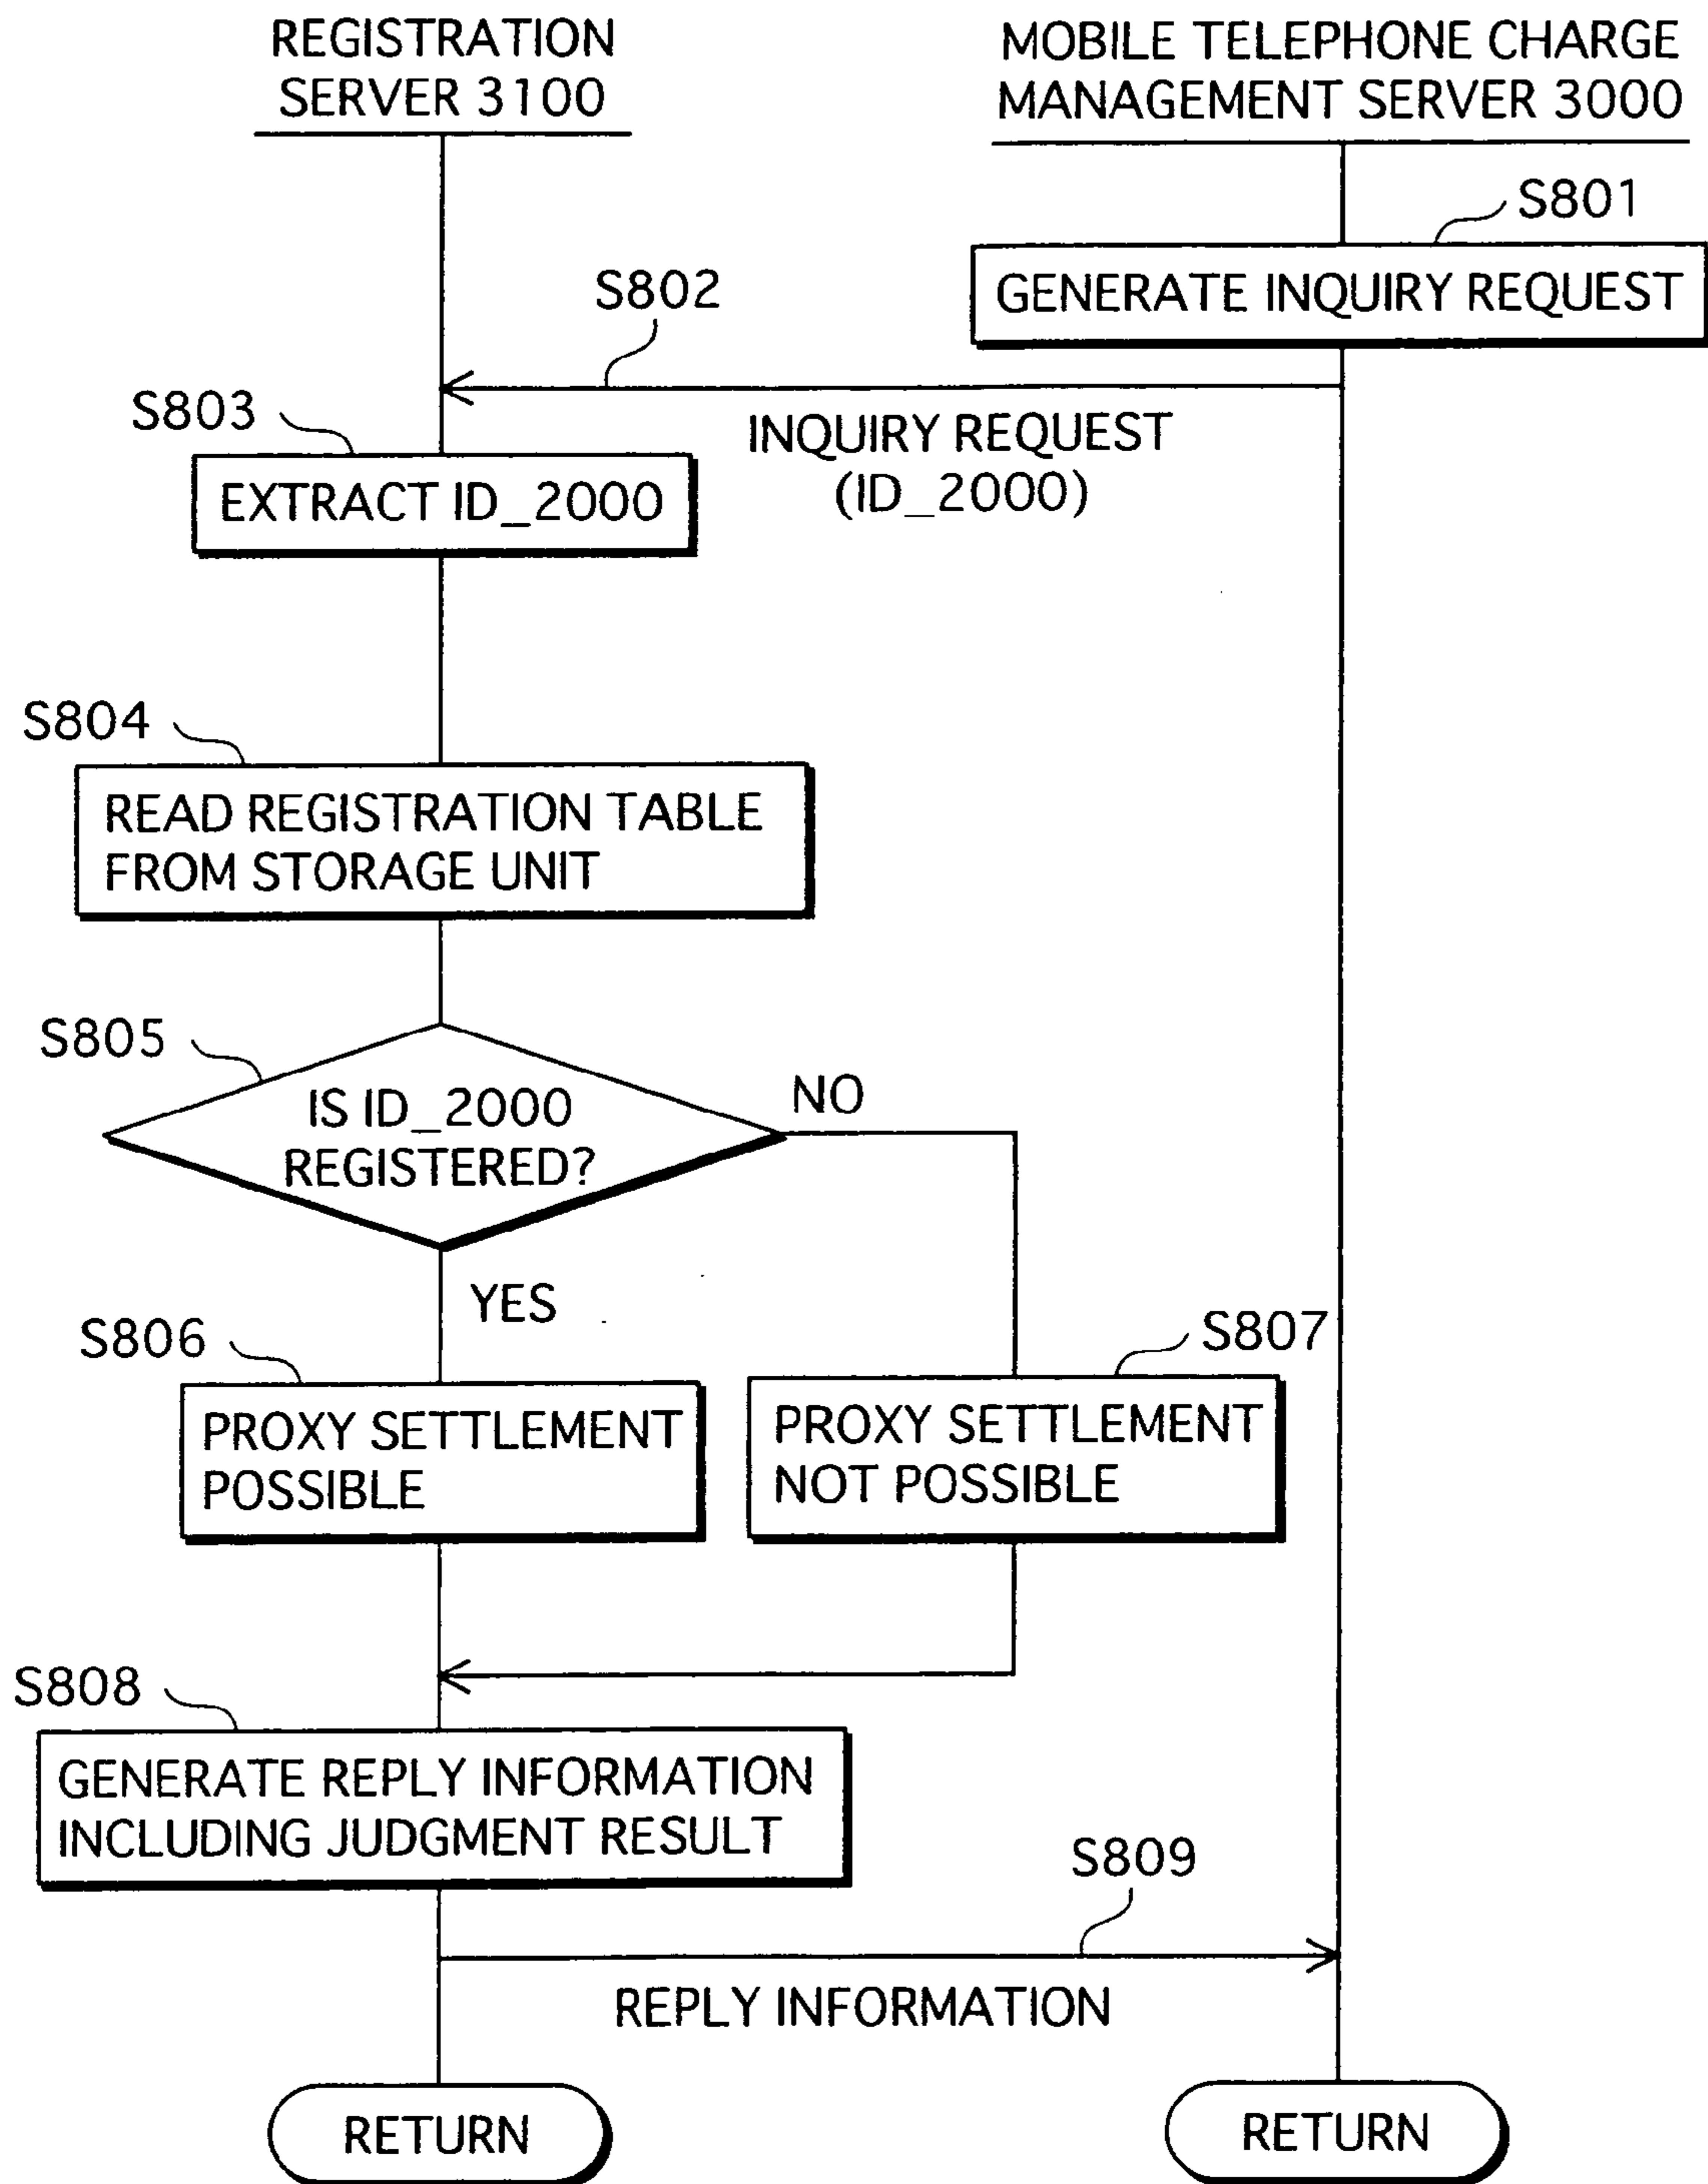 REGISTRATION
SERVER 3100
MOBILE TELEPHONE CHARGE
MANAGEMENT SERVER 3000
S801
GENERATE INQUIRY REQUEST
S802
INQUIRY REQUEST
(ID_2000)
S803
EXTRACT ID_2000
S804
READ REGISTRATION TABLE
FROM STORAGE UNIT
S805
IS ID_2000
REGISTERED?
NO
YES
S806
PROXY SETTLEMENT
POSSIBLE
S807
PROXY SETTLEMENT
NOT POSSIBLE
S808
GENERATE REPLY INFORMATION
INCLUDING JUDGMENT RESULT
S809
REPLY INFORMATION
RETURN
RETURN